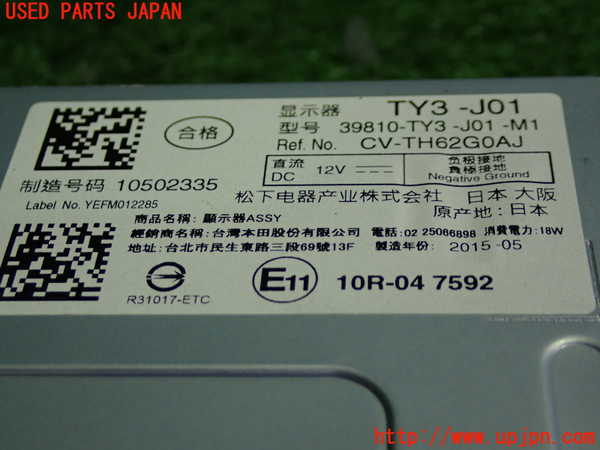 USED PARTS JAPAN
显示器 TY3 -J01
合格
型号 39810-TY3 -J01 -M1
Ref. No. CV-TH62G0AJ
直流 DC 12V
负极接地
負極接地
Negative Ground
制造号码 10502335
Label No. YEFM012285
松下电器产业株式会社 日本 大阪
原产地:日本
商品名稱:顯示器ASSY
經銷商名稱:台灣本田股份有限公司 電話:02 25066898 消費電力:18W
地址:台北市民生東路三段69號13F 製造年份: 2015-05
R31017-ETC
E11
10R-04 7592
http://www.upjpn.com/